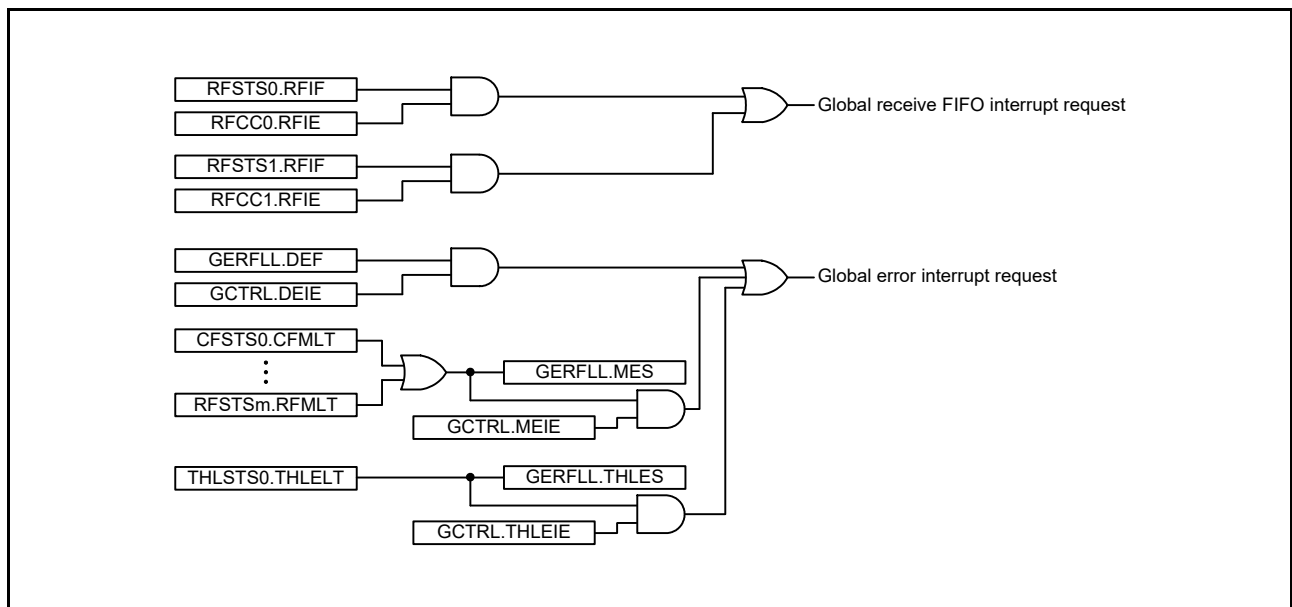 RFSTS0.RFIF
RFCC0.RFIE
Global receive FIFO interrupt request
RFSTS1.RFIF
RFCC1.RFIE
GERFLL.DEF
GCTRL.DEIE
Global error interrupt request
CFSTS0.CFMLT
RFSTSm.RFMLT
GERFLL.MES
GCTRL.MEIE
THLSTS0.THLELT
GERFLL.THLES
GCTRL.THLEIE